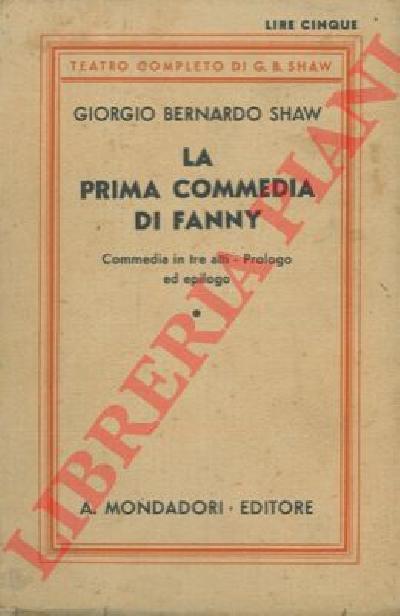 LIRE CINQUE
TEATRO COMPLETO DI G. B. SHAW
GIORGIO BERNARDO SHAW
LA
PRIMA COMMEDIA
DI FANNY
Commedia in tre atti - Prologo
ed epilogo
A. MONDADORI · EDITORE
LIBRERIA PIANI